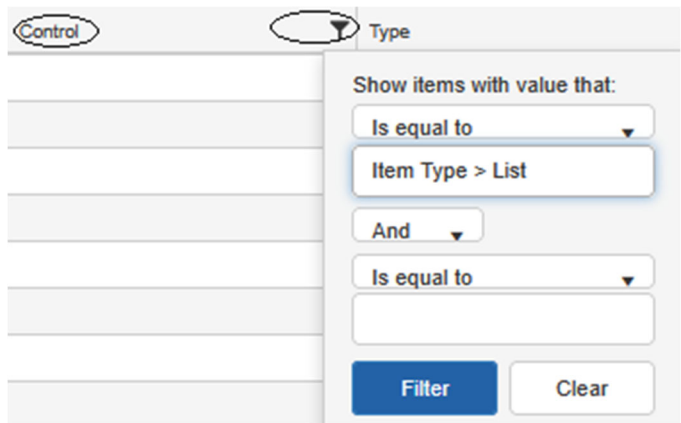 Control Type
Show items with value that:
Is equal to
Item Type > List
And
Is equal to
Filter Clear